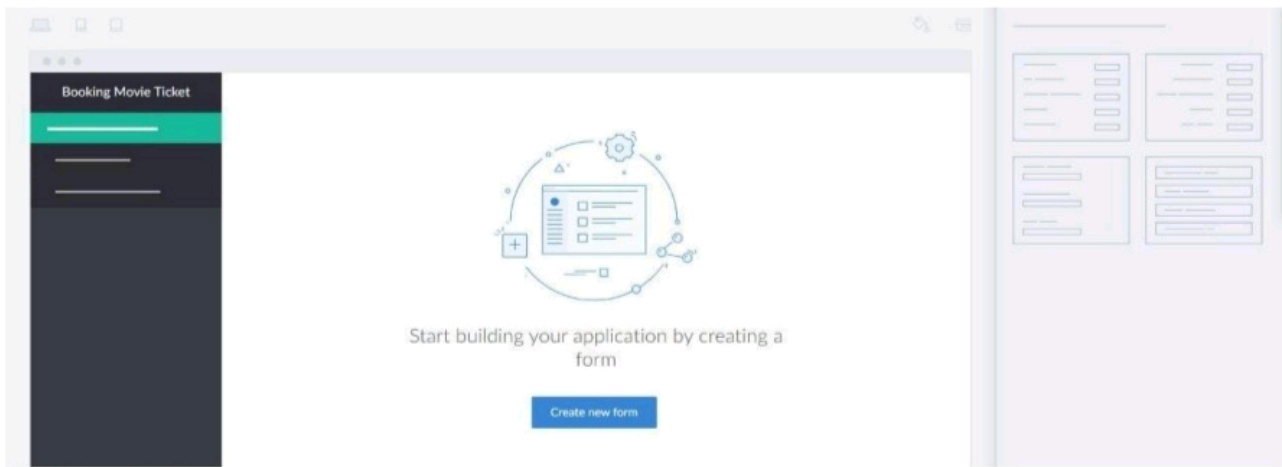 Booking Movie Ticket
Start building your application by creating a
form
Create new form